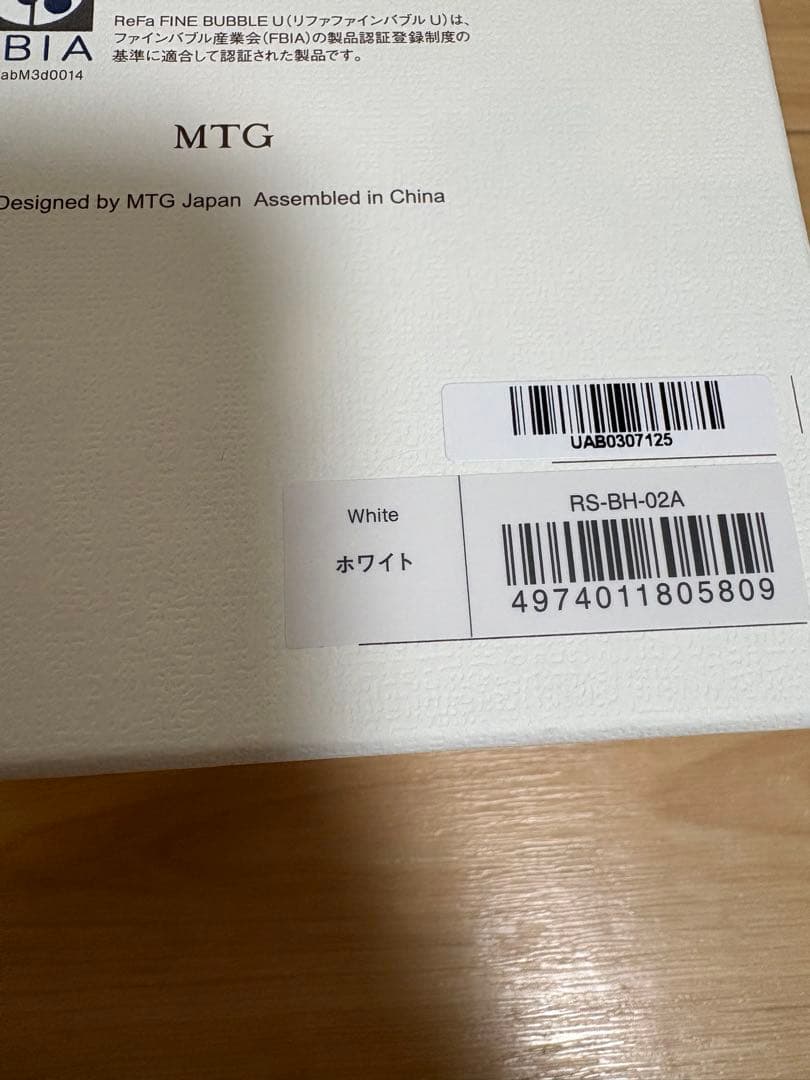 ReFa FINE BUBBLE U(リファファインバブル U)は、
ファインバブル産業会(FBIA)の製品認証登録制度の
基準に適合して認証された製品です。
BIA
abM3d0014
MTG
Designed by MTG Japan Assembled in China
UAB0307125
White
ホワイト
RS-BH-02A
4974011805809